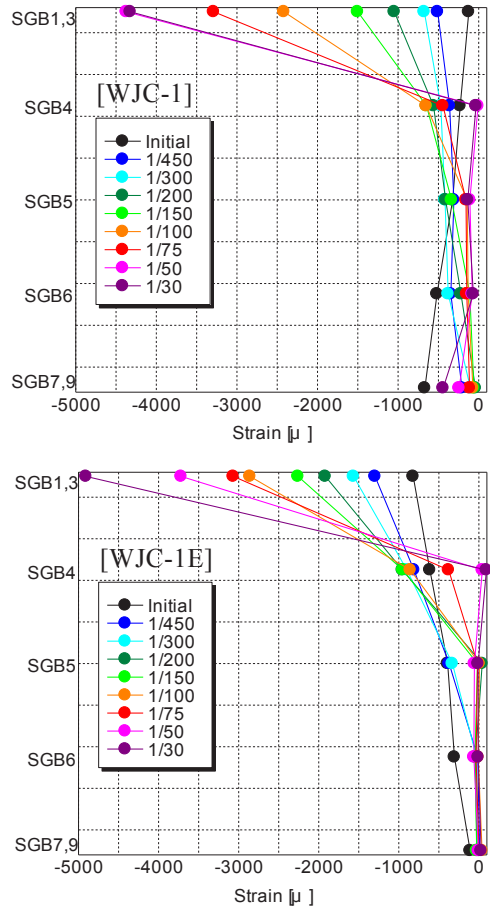 SGB1,3
[WJC-1]
SGB4
Initial
1/450
1/300
1/200
1/150
1/100
1/75
1/50
1/30
SGB5
SGB6
SGB7,9
-5000 -4000 -3000 -2000 -1000 0
Strain [μ ]
SGB1,3
[WJC-1E]
SGB4
Initial
1/450
1/300
1/200
1/150
1/100
1/75
1/50
1/30
SGB5
SGB6
SGB7,9
-5000 -4000 -3000 -2000 -1000 0
Strain [μ ]